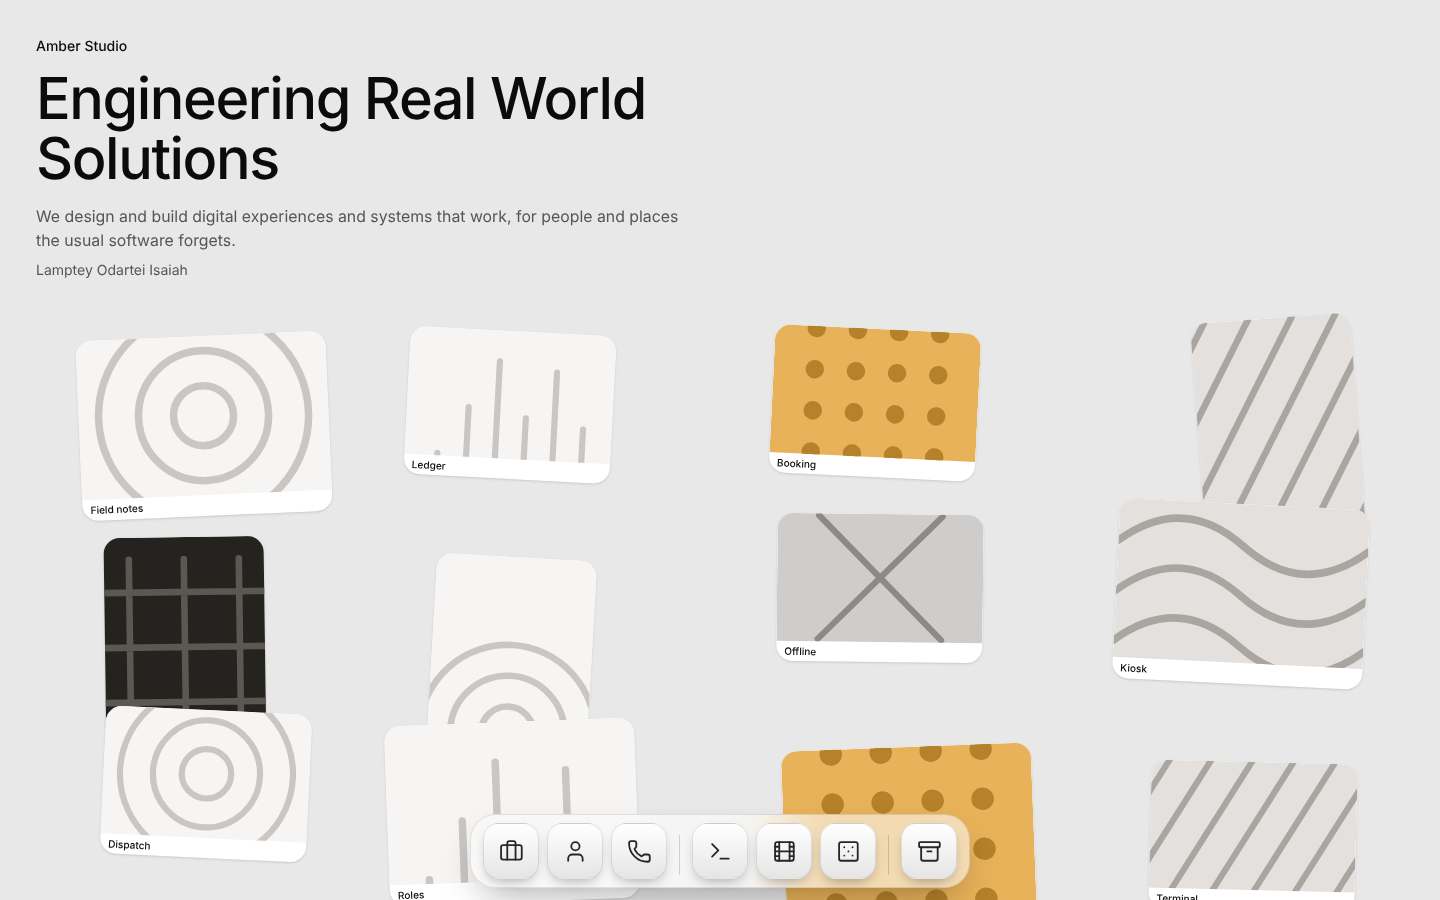 Amber Studio
Engineering Real World
Solutions
We design and build digital experiences and systems that work, for people and places
the usual software forgets.
Lamptey Odartei Isaiah
Field notes
Ledger
Booking
Offline
Kiosk
Dispatch
Roles
Terminal